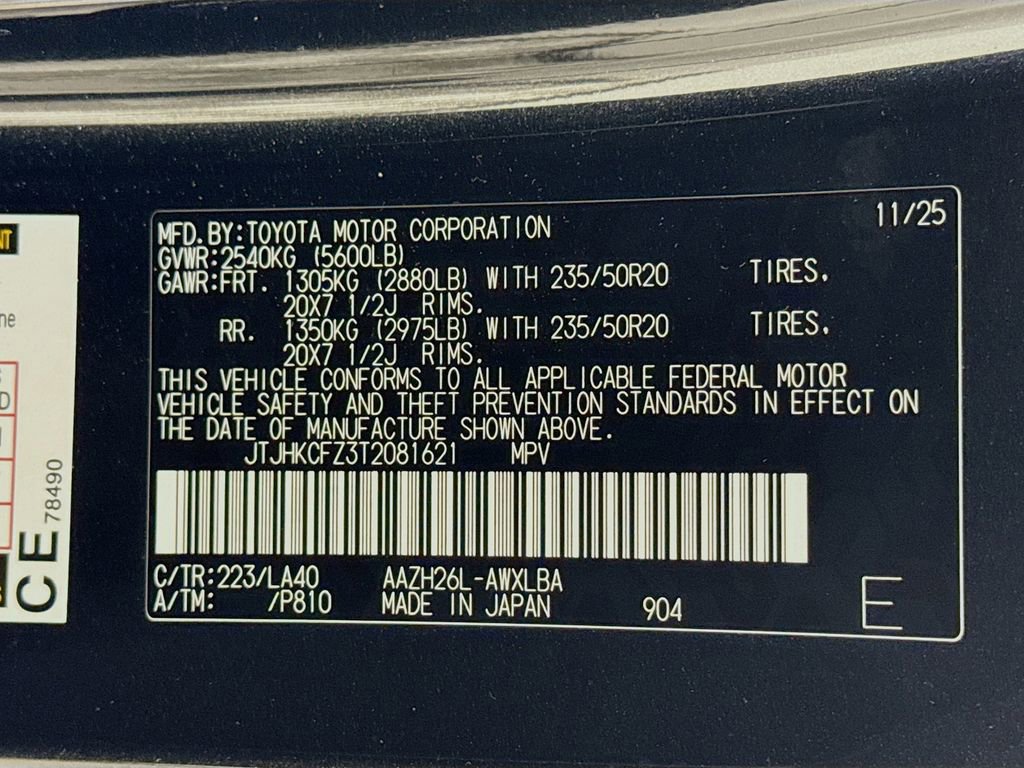 11/25
MFD.BY:TOYOTA MOTOR CORPORATION
GVWR:2540KG (5600LB)
GAWR:FRT. 1305KG (2880LB) WITH 235/50R20 TIRES.
20X7 1/2J RIMS.
RR. 1350KG (2975LB) WITH 235/50R20 TIRES.
20X7 1/2J RIMS.
THIS VEHICLE CONFORMS TO ALL APPLICABLE FEDERAL MOTOR
VEHICLE SAFETY AND THEFT PREVENTION STANDARDS IN EFFECT ON
THE DATE OF MANUFACTURE SHOWN ABOVE.
JTJHKCFZ3T2081621 MPV
C/TR:223/LA40 AAZH26L-AWXLBA
A/TM: /P810 MADE IN JAPAN 904
E
CE 78490